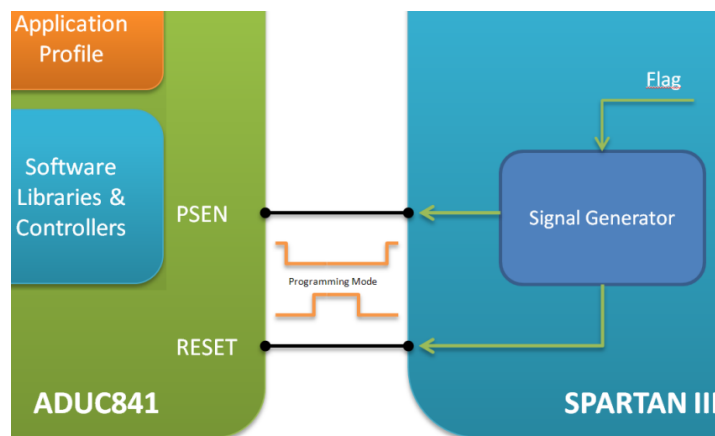 Application
Profile
Flag
Software
Libraries &
Controllers
PSEN
Signal Generator
Programming Mode
RESET
ADUC841
SPARTAN III